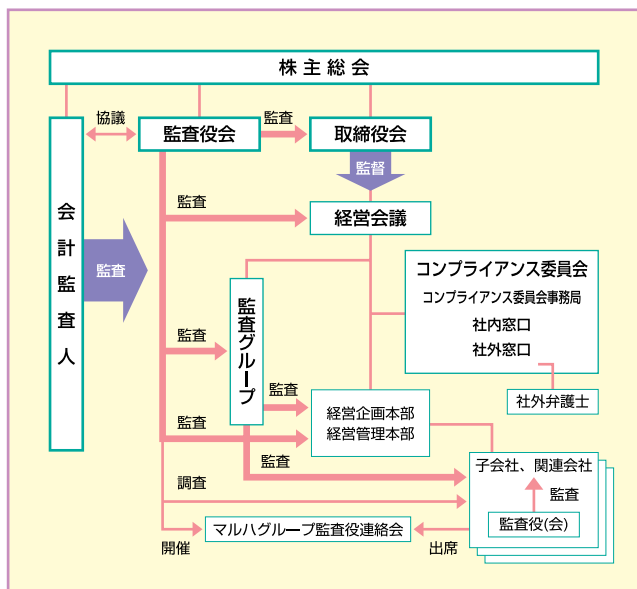 株主総会
協議
監査役会
監査
取締役会
監督
会計監査人
監査
監査
経営会議
コンプライアンス委員会
コンプライアンス委員会事務局
社内窓口
社外窓口
社外弁護士
監査グループ
監査
監査
経営企画本部
経営管理本部
監査
監査
子会社、関連会社
監査
監査役(会)
調査
マルハグループ監査役連絡会
開催
出席